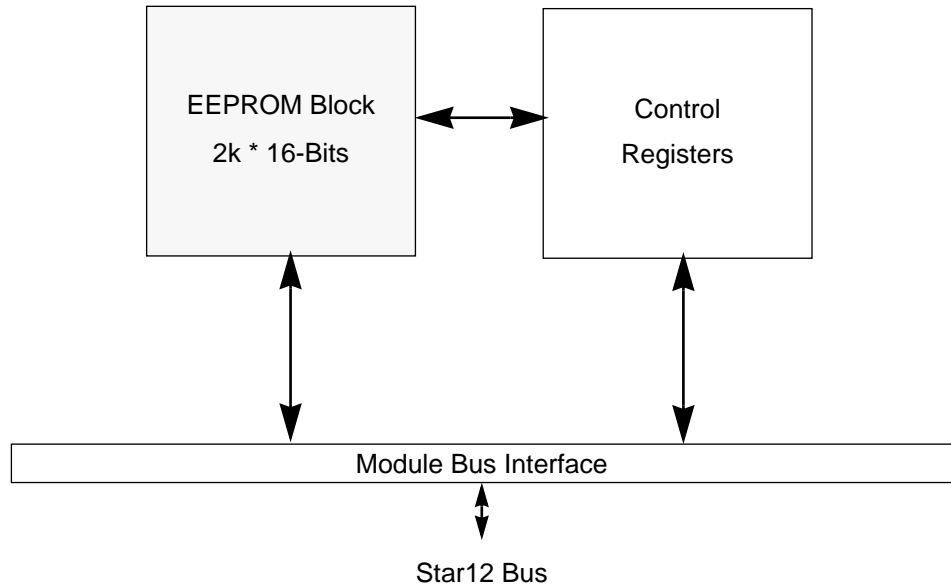 EEPROM Block
2k * 16-Bits
Control
Registers
Module Bus Interface
Star12 Bus